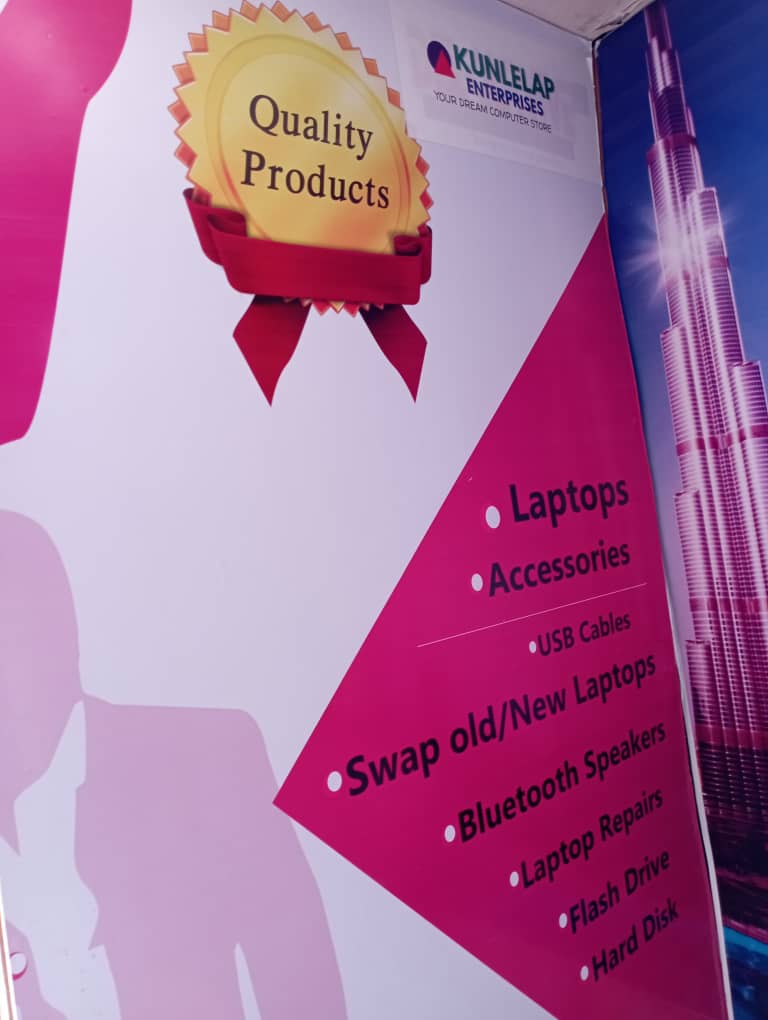 KUNLELAP
ENTERPRISES
YOUR DREAM COMPUTER STORE
Quality
Products
• Laptops
• Accessories
• USB Cables
• Swap old/New Laptops
• Bluetooth Speakers
• Laptop Repairs
• Flash Drive
• Hard Disk